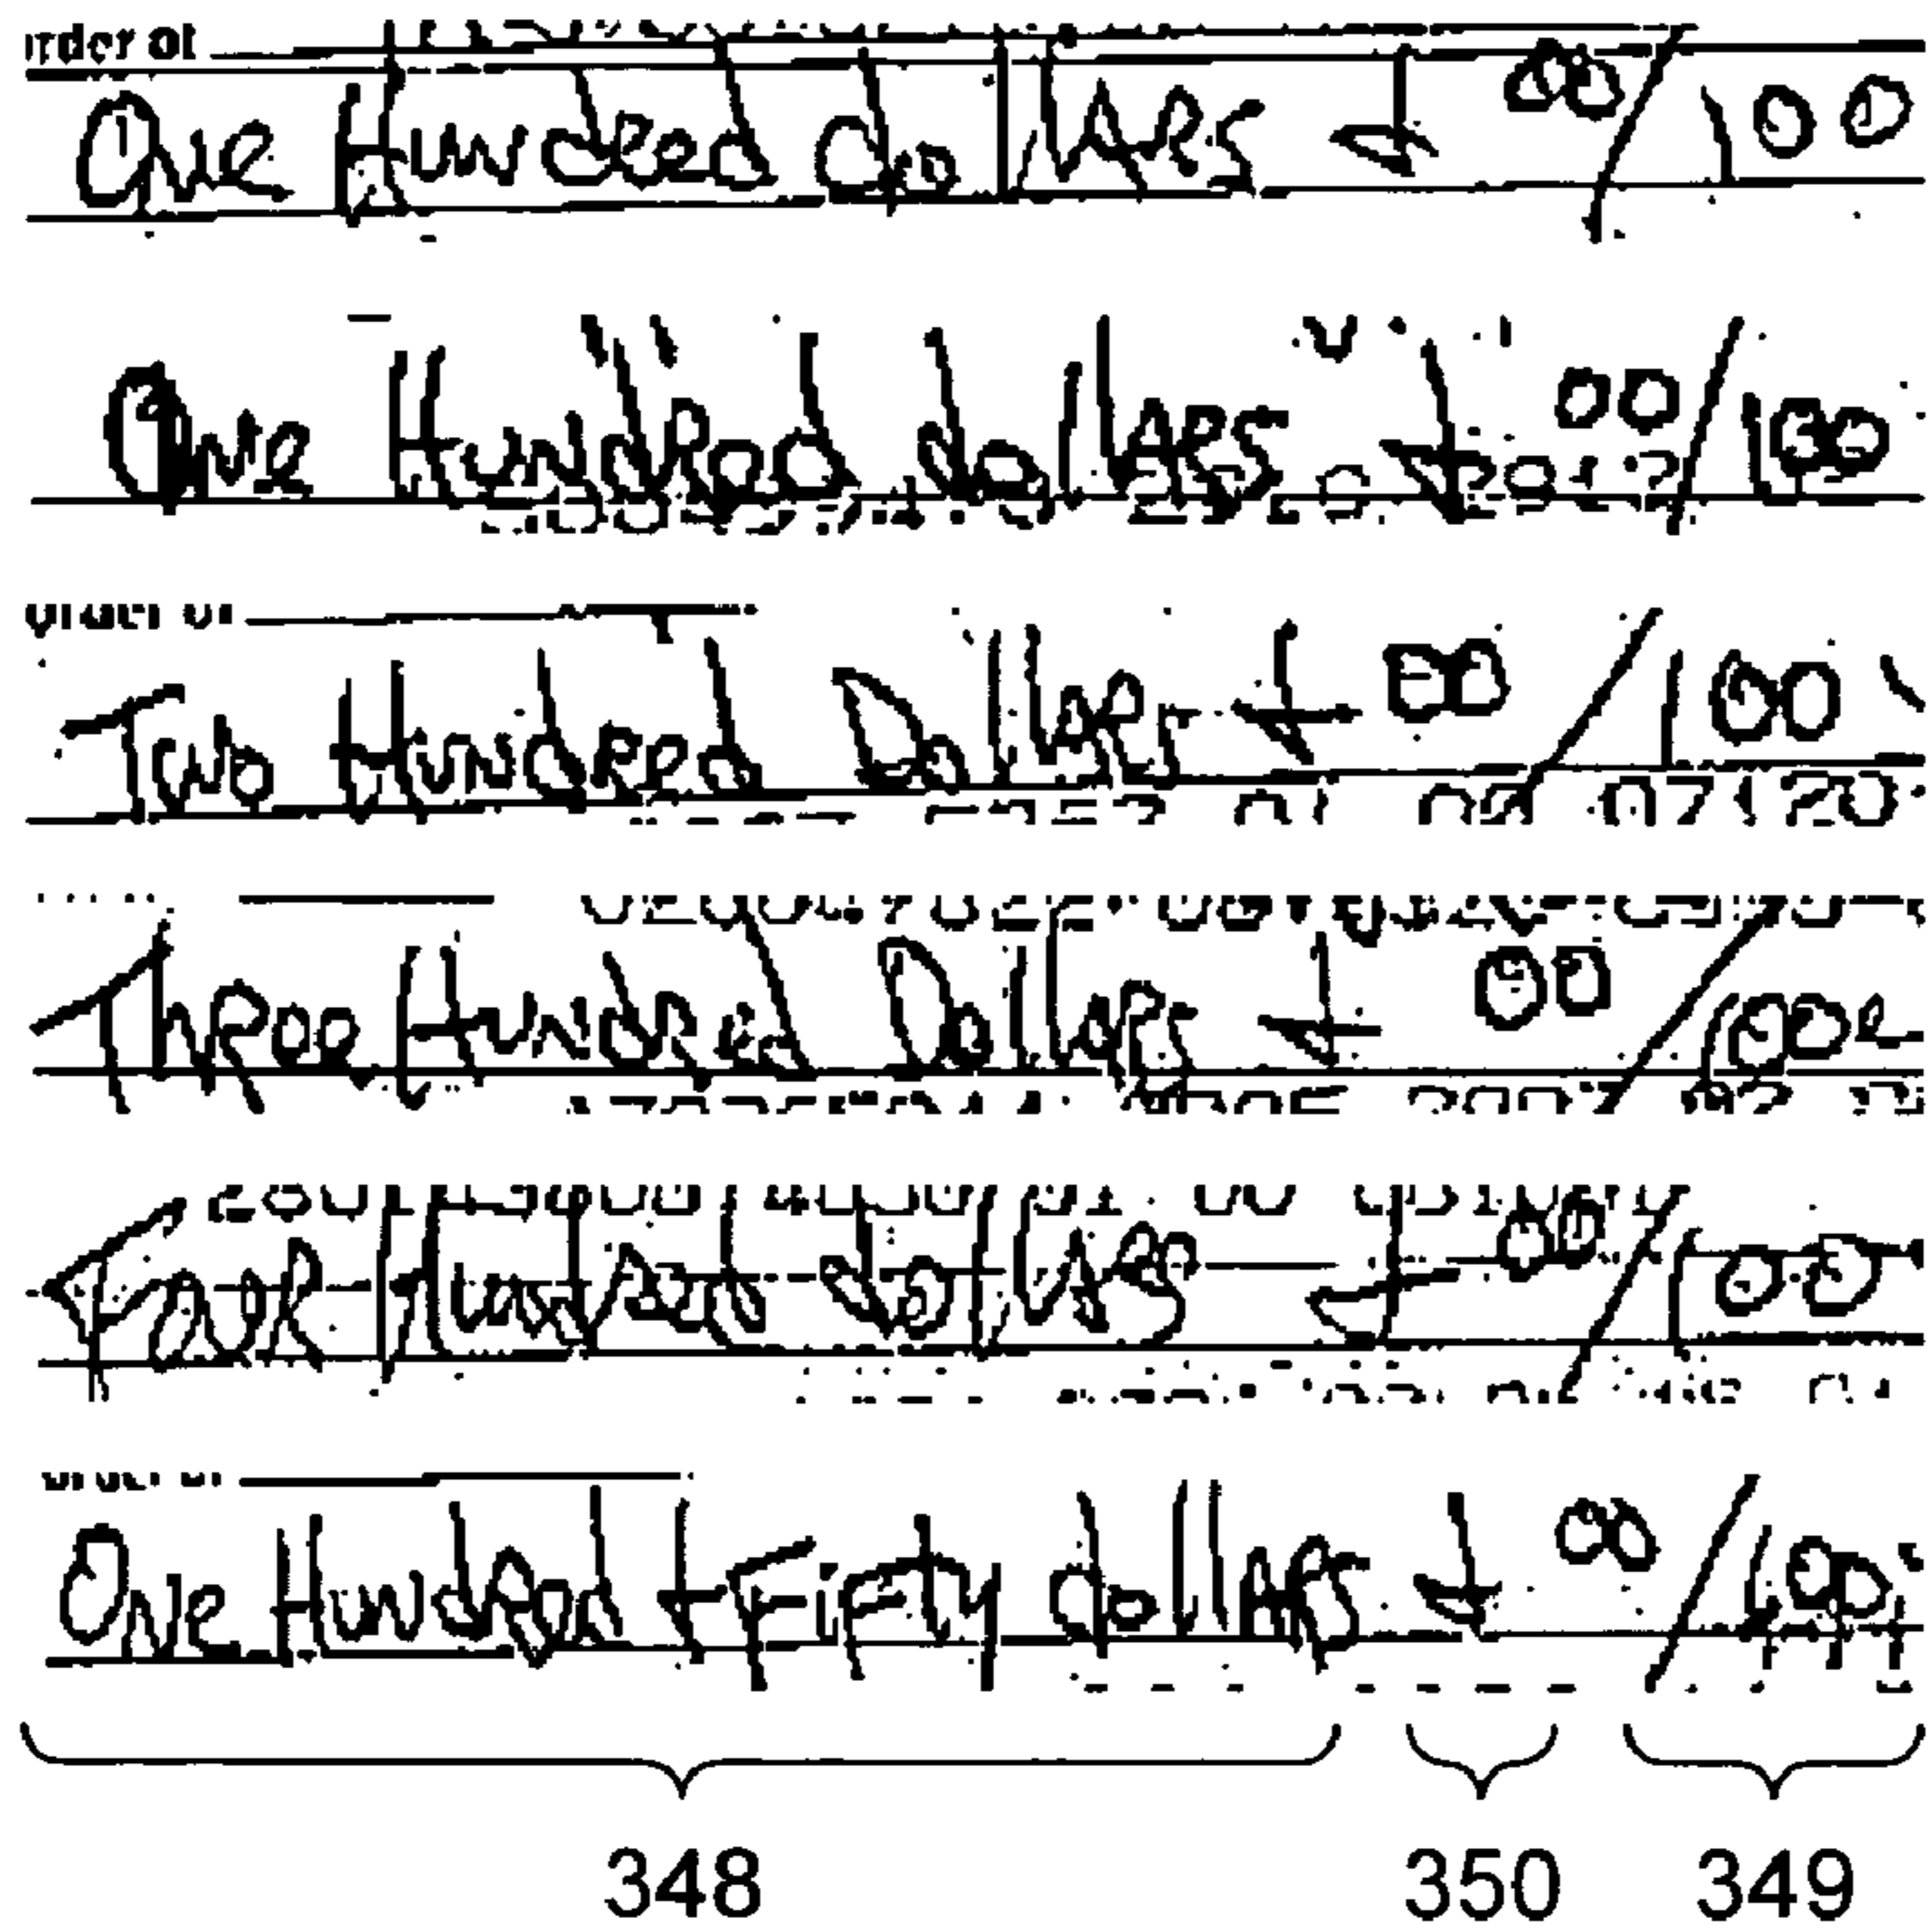 order of
One Hundred dollars + 00/100
One Hundred dollars + 00/100
Two Hundred Dollars + 00/100
Three Hundred Dollars + 00/100
Four Hundred dollars + 00/100
One Hundred + Fifty dollars + 00/100
348 350 349